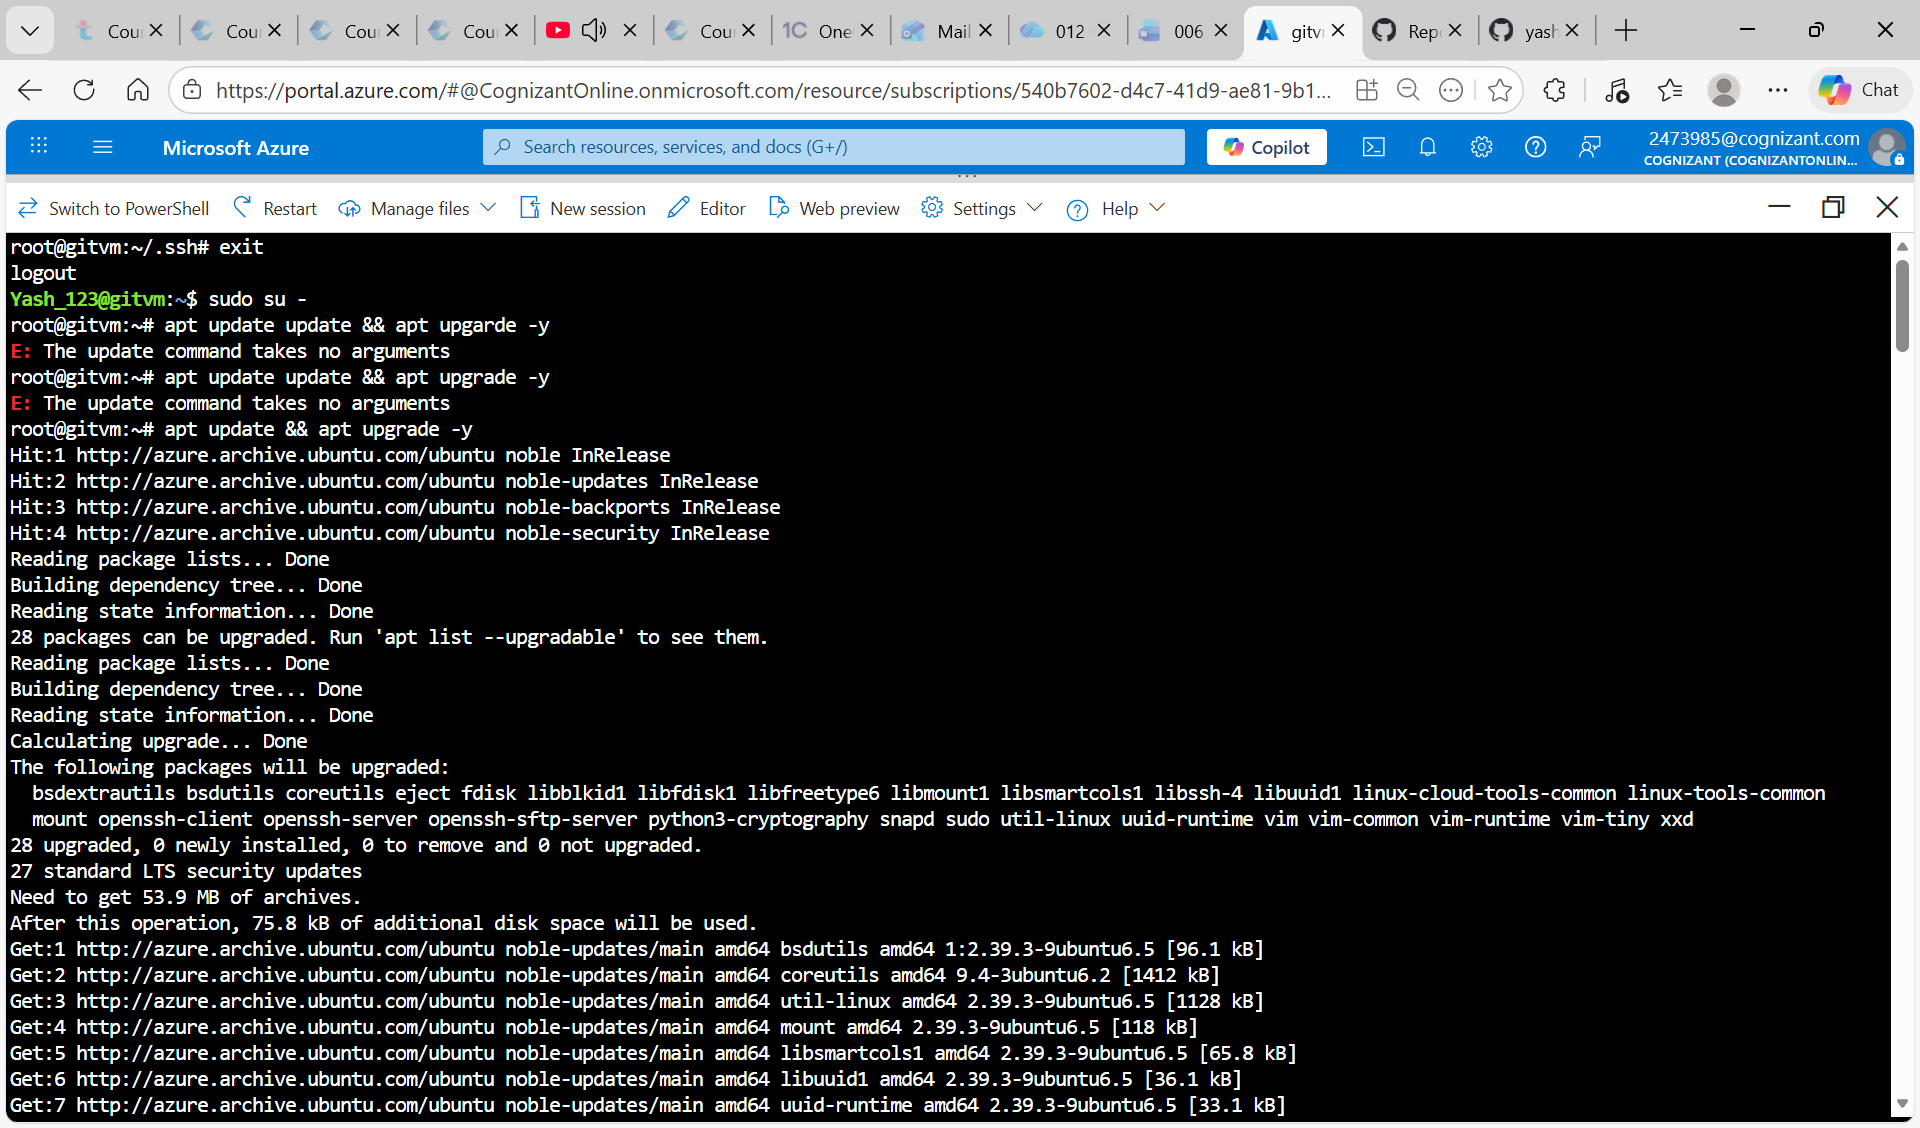 Cour
Cour
Cour
Cour
Cour
1C One
Mail
012
006
gitv
Rep
yash
https://portal.azure.com/#@CognizantOnline.onmicrosoft.com/resource/subscriptions/540b7602-d4c7-41d9-ae81-9b1...
Chat
Microsoft Azure
Search resources, services, and docs (G+/)
Copilot
2473985@cognizant.com
COGNIZANT (COGNIZANTONLIN...
Switch to PowerShell
Restart
Manage files
New session
Editor
Web preview
Settings
Help
root@gitvm:~/.ssh# exit
logout
Yash_123@gitvm:~$ sudo su -
root@gitvm:~# apt update update && apt upgarde -y
E: The update command takes no arguments
root@gitvm:~# apt update update && apt upgrade -y
E: The update command takes no arguments
root@gitvm:~# apt update && apt upgrade -y
Hit:1 http://azure.archive.ubuntu.com/ubuntu noble InRelease
Hit:2 http://azure.archive.ubuntu.com/ubuntu noble-updates InRelease
Hit:3 http://azure.archive.ubuntu.com/ubuntu noble-backports InRelease
Hit:4 http://azure.archive.ubuntu.com/ubuntu noble-security InRelease
Reading package lists... Done
Building dependency tree... Done
Reading state information... Done
28 packages can be upgraded. Run 'apt list --upgradable' to see them.
Reading package lists... Done
Building dependency tree... Done
Reading state information... Done
Calculating upgrade... Done
The following packages will be upgraded:
bsdextrautils bsdutils coreutils eject fdisk libblkid1 libfdisk1 libfreetype6 libmount1 libsmartcols1 libssh-4 libuuid1 linux-cloud-tools-common linux-tools-common
mount openssh-client openssh-server openssh-sftp-server python3-cryptography snapd sudo util-linux uuid-runtime vim vim-common vim-runtime vim-tiny xxd
28 upgraded, 0 newly installed, 0 to remove and 0 not upgraded.
27 standard LTS security updates
Need to get 53.9 MB of archives.
After this operation, 75.8 kB of additional disk space will be used.
Get:1 http://azure.archive.ubuntu.com/ubuntu noble-updates/main amd64 bsdutils amd64 1:2.39.3-9ubuntu6.5 [96.1 kB]
Get:2 http://azure.archive.ubuntu.com/ubuntu noble-updates/main amd64 coreutils amd64 9.4-3ubuntu6.2 [1412 kB]
Get:3 http://azure.archive.ubuntu.com/ubuntu noble-updates/main amd64 util-linux amd64 2.39.3-9ubuntu6.5 [1128 kB]
Get:4 http://azure.archive.ubuntu.com/ubuntu noble-updates/main amd64 mount amd64 2.39.3-9ubuntu6.5 [118 kB]
Get:5 http://azure.archive.ubuntu.com/ubuntu noble-updates/main amd64 libsmartcols1 amd64 2.39.3-9ubuntu6.5 [65.8 kB]
Get:6 http://azure.archive.ubuntu.com/ubuntu noble-updates/main amd64 libuuid1 amd64 2.39.3-9ubuntu6.5 [36.1 kB]
Get:7 http://azure.archive.ubuntu.com/ubuntu noble-updates/main amd64 uuid-runtime amd64 2.39.3-9ubuntu6.5 [33.1 kB]